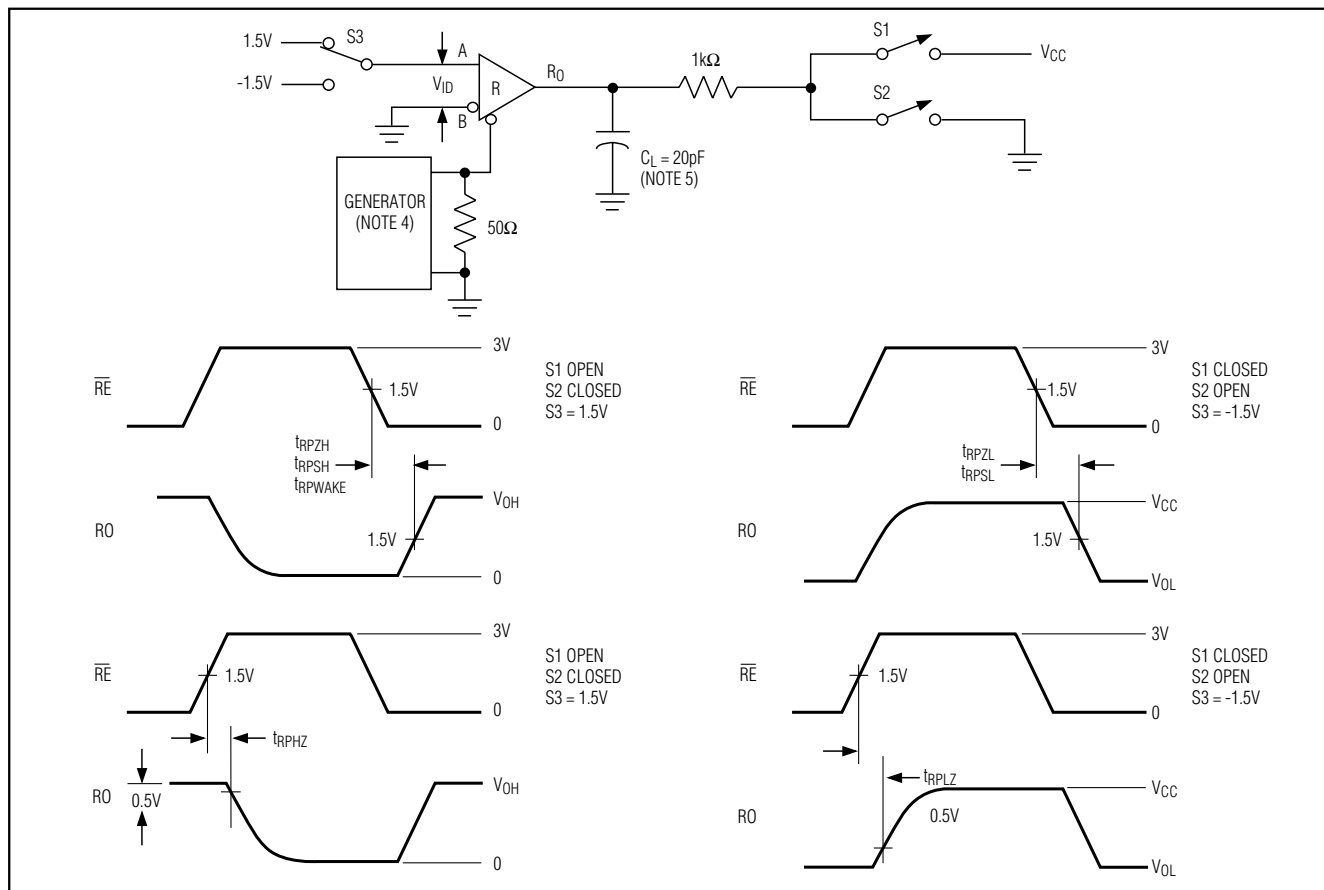 1.5V
S3
-1.5V
A
VID
B
R
RO
1kΩ
S1
VCC
S2
CL = 20pF
(NOTE 5)
GENERATOR
(NOTE 4)
50Ω
RE
3V
1.5V
0
S1 OPEN
S2 CLOSED
S3 = 1.5V
tRPZH
tRPSH
tRPWAKE
RO
VOH
1.5V
0
RE
3V
1.5V
0
S1 CLOSED
S2 OPEN
S3 = -1.5V
tRPZL
tRPSL
RO
VCC
1.5V
VOL
RE
3V
1.5V
0
S1 OPEN
S2 CLOSED
S3 = 1.5V
tRPHZ
RO
0.5V
VOH
0
RE
3V
1.5V
0
S1 CLOSED
S2 OPEN
S3 = -1.5V
tRPLZ
RO
0.5V
VCC
VOL